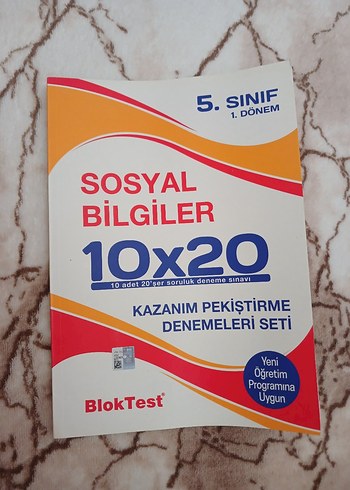 5. SINIF
1. DÖNEM
SOSYAL
BİLGİLER
10x20
10 adet 20'şer soruluk deneme sınavı
KAZANIM PEKİŞTİRME
DENEMELERİ SETİ
Yeni
Öğretim
Programına
Uygun
BlokTest®